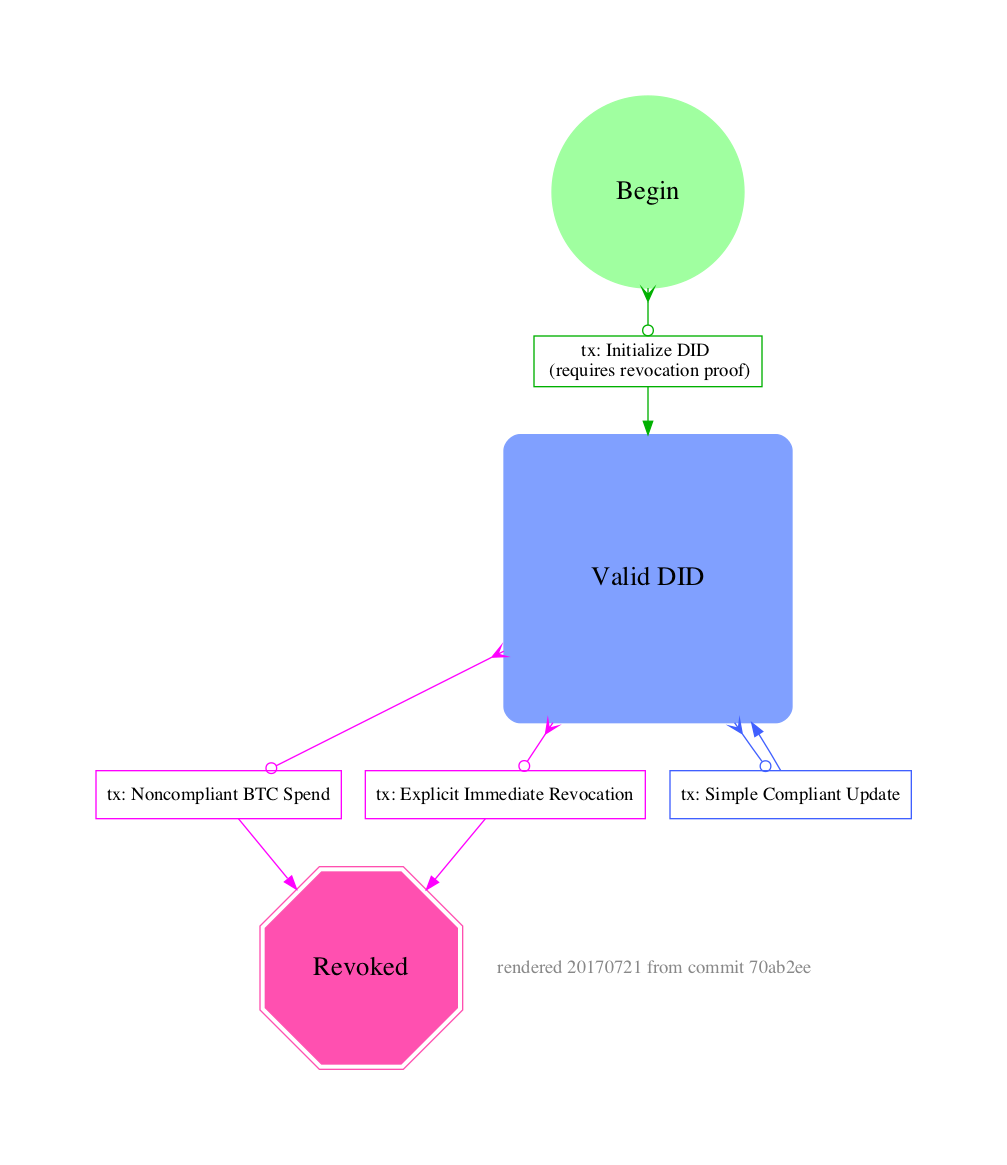 Begin
tx: Initialize DID
(requires revocation proof)
Valid DID
tx: Noncompliant BTC Spend
tx: Explicit Immediate Revocation
tx: Simple Compliant Update
Revoked
rendered 20170721 from commit 70ab2ee